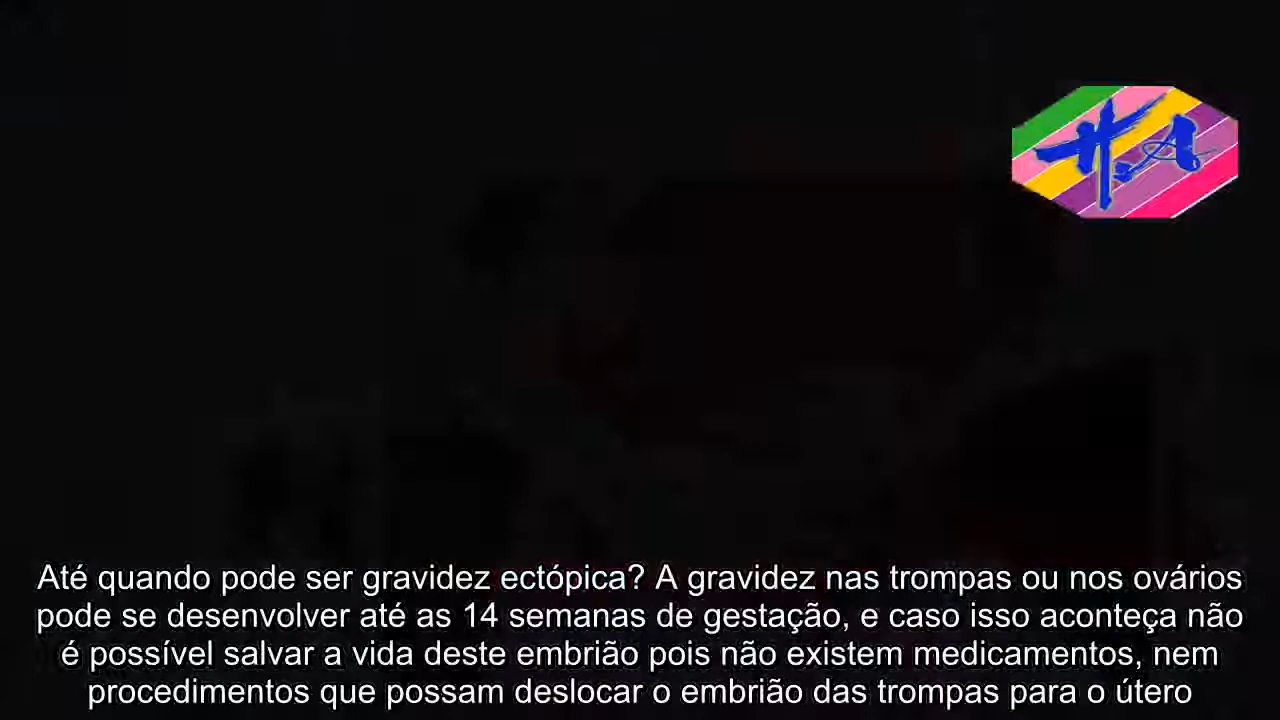 H.A
Até quando pode ser gravidez ectópica? A gravidez nas trompas ou nos ovários
pode se desenvolver até as 14 semanas de gestação, e caso isso aconteça não
é possível salvar a vida deste embrião pois não existem medicamentos, nem
procedimentos que possam deslocar o embrião das trompas para o útero